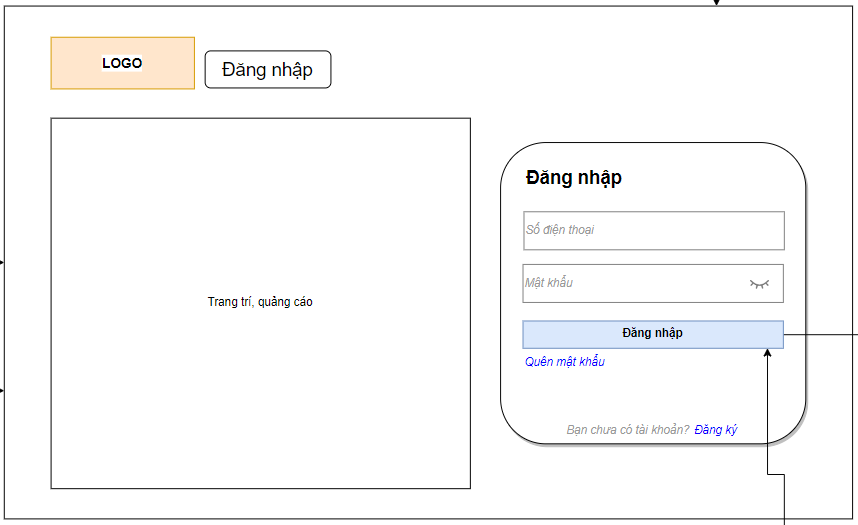 LOGO
Đăng nhập
Đăng nhập
Số điện thoại
Mật khẩu
Trang trí, quảng cáo
Đăng nhập
Quên mật khẩu
Bạn chưa có tài khoản? Đăng ký